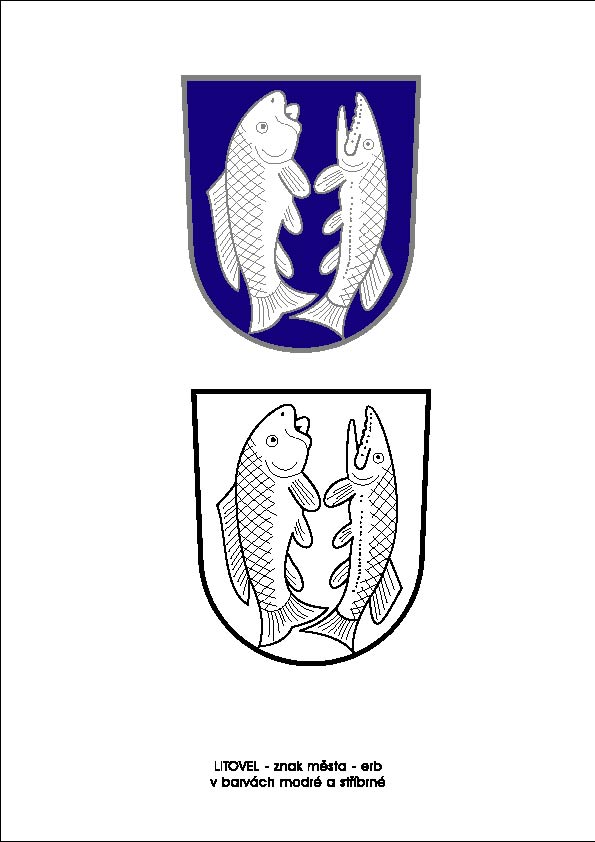 LITOVEL - znak města - erb
v barvách modré a stříbrné